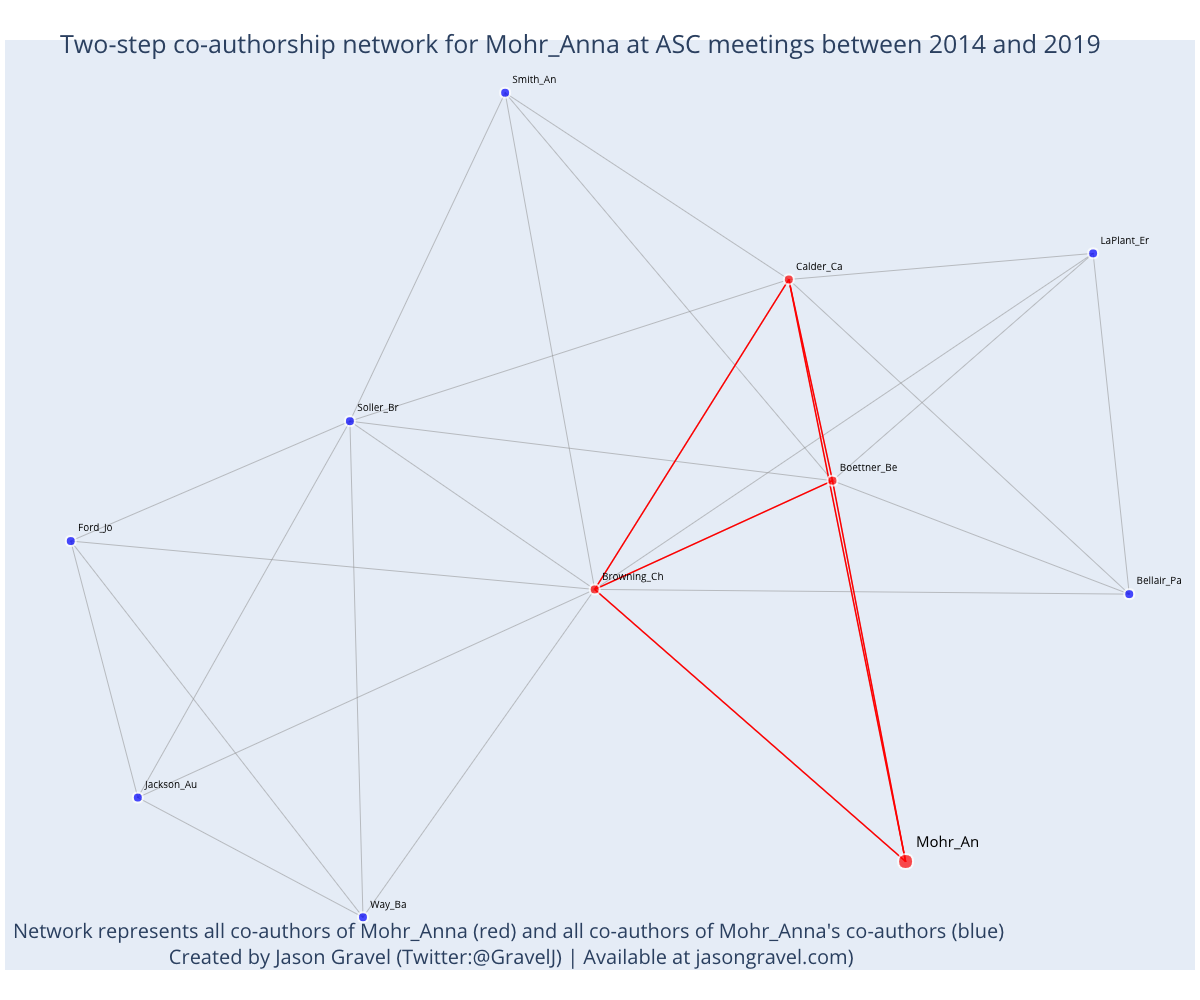 Two-step co-authorship network for Mohr_Anna at ASC meetings between 2014 and 2019
Smith_An
LaPlant_Er
Calder_Ca
Soller_Br
Boettner_Be
Ford_Jo
Browning_Ch
Bellair_Pa
Jackson_Au
Mohr_An
Way_Ba
Network represents all co-authors of Mohr_Anna (red) and all co-authors of Mohr_Anna's co-authors (blue)
Created by Jason Gravel (Twitter:@GravelJ) | Available at jasongravel.com)